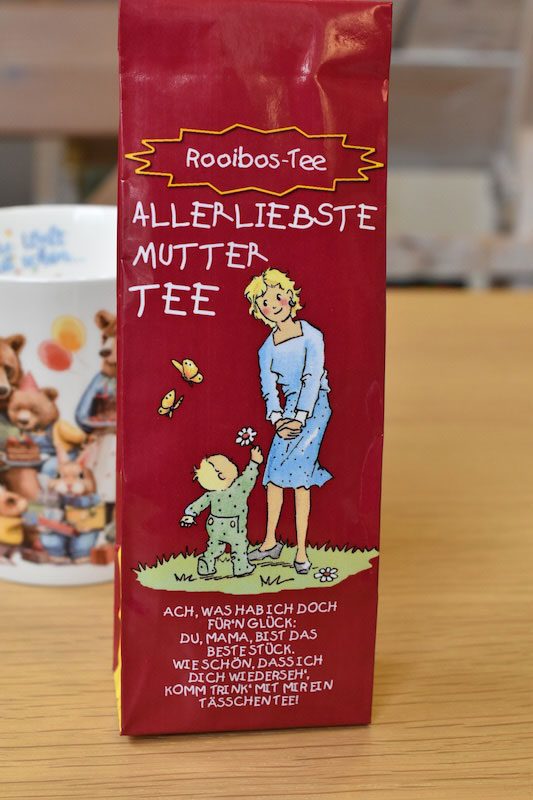 Rooibos-Tee
ALLERLIEBSTE
MUTTER
TEE
ACH, WAS HAB ICH DOCH
FÜR'N GLÜCK:
DU, MAMA, BIST DAS
BESTE STÜCK.
WIE SCHÖN, DASS ICH
DICH WIEDERSEH',
KOMM TRINK' MIT MIR EIN
TÄSSCHEN TEE!